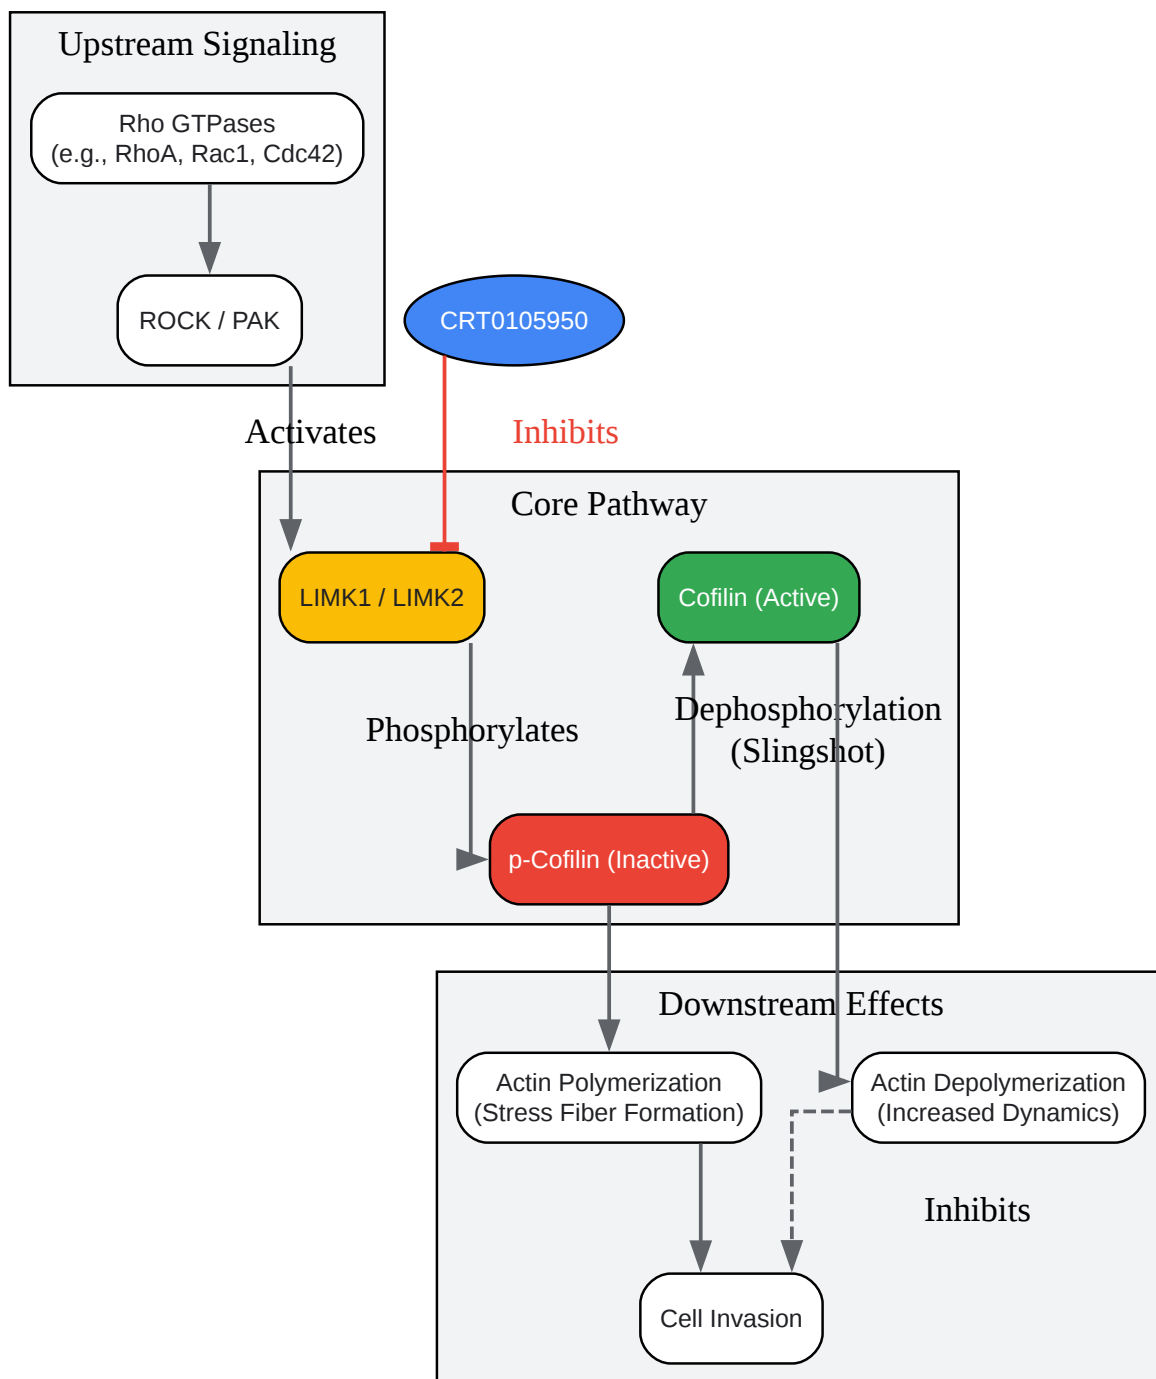 Upstream Signaling
Rho GTPases
(e.g., RhoA, Rac1, Cdc42)
ROCK / PAK
CRT0105950
Activates
Inhibits
Core Pathway
LIMK1 / LIMK2
Cofilin (Active)
Phosphorylates
Dephosphorylation
(Slingshot)
p-Cofilin (Inactive)
Downstream Effects
Actin Polymerization
(Stress Fiber Formation)
Actin Depolymerization
(Increased Dynamics)
Inhibits
Cell Invasion